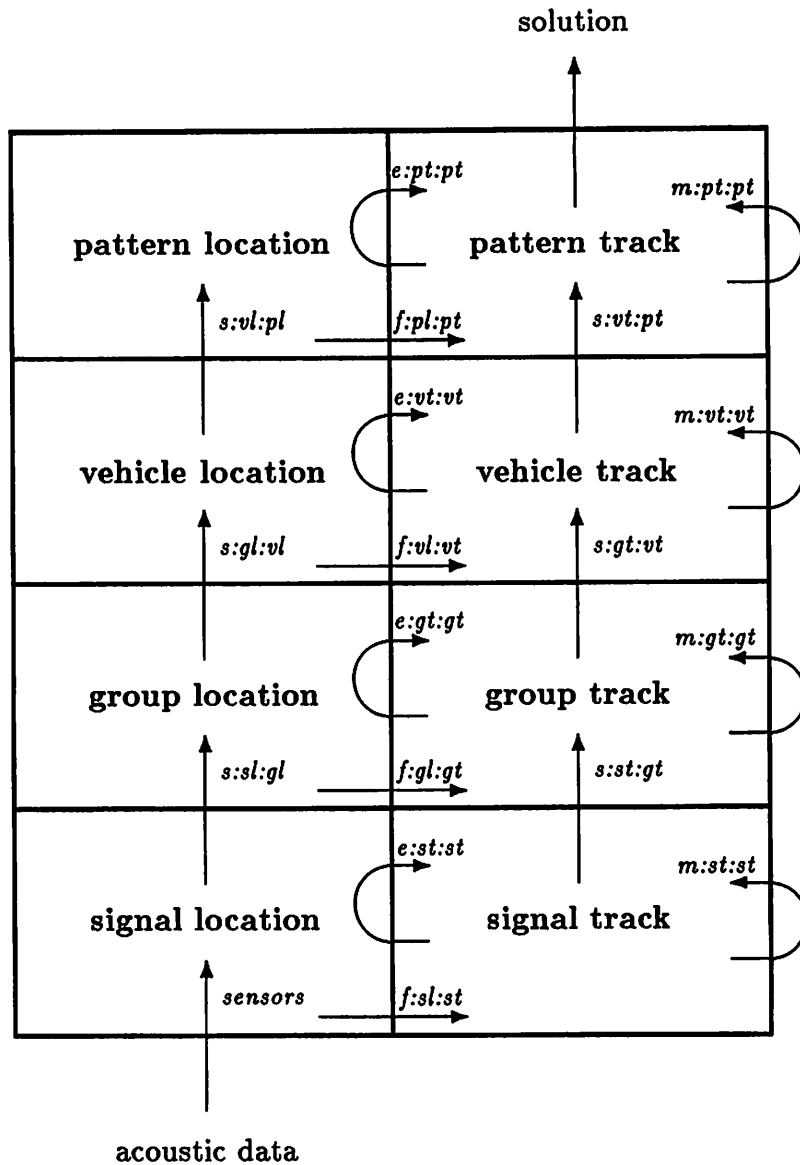 solution
e:pt:pt
m:pt:pt
pattern location
pattern track
s:vl:pl
f:pl:pt
s:vt:pt
e:vt:vt
m:vt:vt
vehicle location
vehicle track
s:gl:vl
f:vl:vt
s:gt:vt
e:gt:gt
m:gt:gt
group location
group track
s:sl:gl
f:gl:gt
s:st:gt
e:st:st
m:st:st
signal location
signal track
sensors
f:sl:st
acoustic data